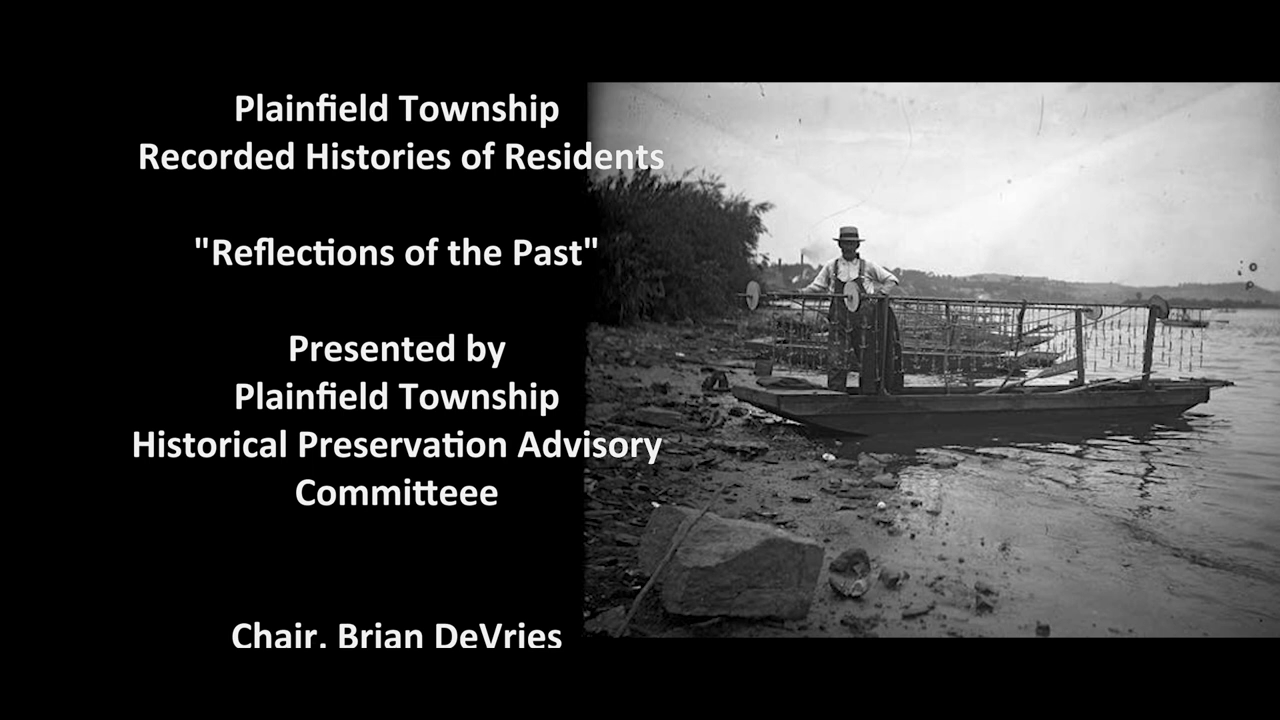 Plainfield Township
Recorded Histories of Residents
"Reflections of the Past"
Presented by
Plainfield Township
Historical Preservation Advisory
Committeee
Chair, Brian DeVries